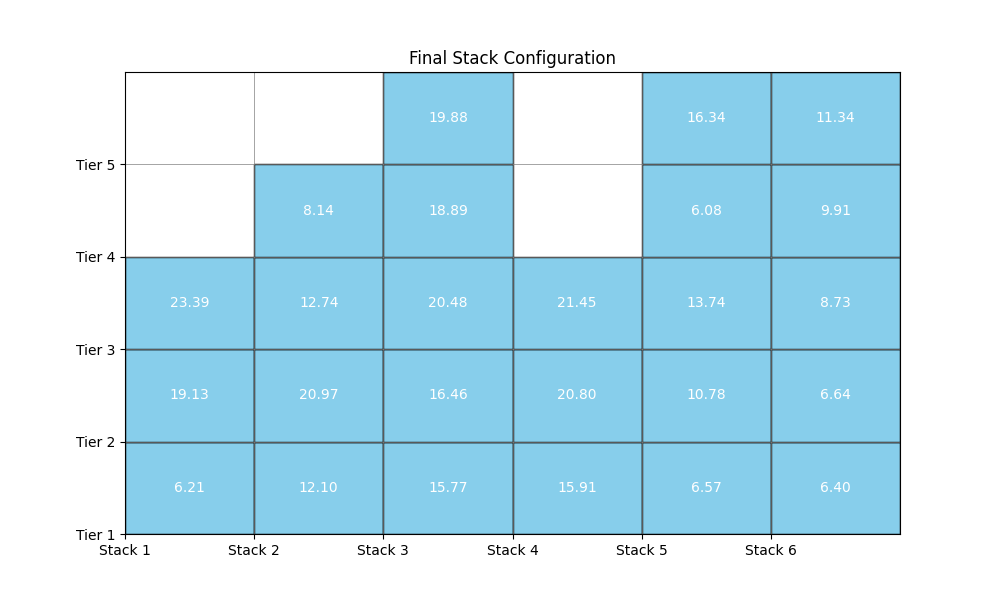 Final Stack Configuration
19.88 16.34 11.34
Tier 5
8.14 18.89 6.08 9.91
Tier 4
23.39 12.74 20.48 21.45 13.74 8.73
Tier 3
19.13 20.97 16.46 20.80 10.78 6.64
Tier 2
6.21 12.10 15.77 15.91 6.57 6.40
Tier 1
Stack 1 Stack 2 Stack 3 Stack 4 Stack 5 Stack 6